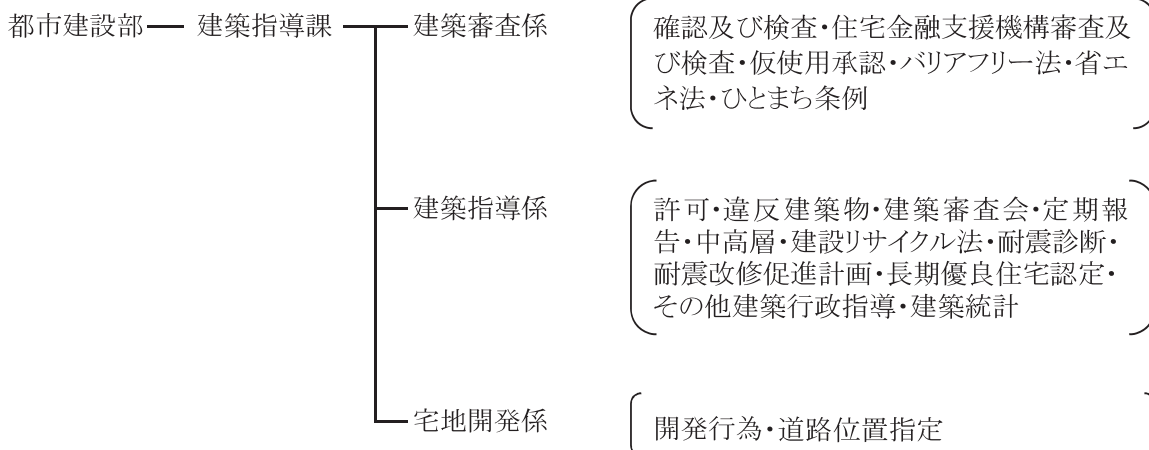 都市建設部 建築指導課 建築審査係
確認及び検査・住宅金融支援機構審査及
び検査・仮使用承認・バリアフリー法・省エ
ネ法・ひとまち条例
建築指導係
許可・違反建築物・建築審査会・定期報
告・中高層・建設リサイクル法・耐震診断・
耐震改修促進計画・長期優良住宅認定・
その他建築行政指導・建築統計
宅地開発係
開発行為・道路位置指定